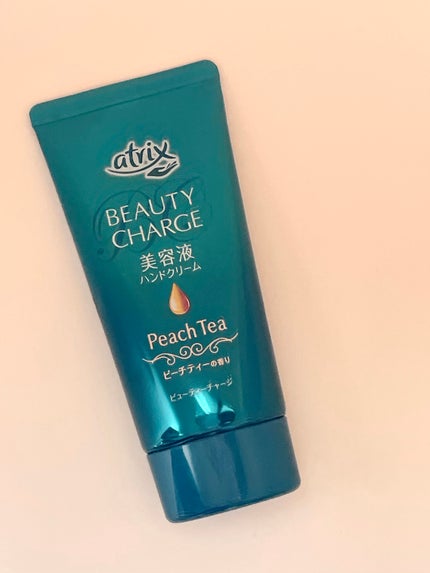 atrix
BEAUTY
CHARGE
美容液
ハンドクリーム
Peach Tea
ピーチティーの香り
ビューティーチャージ